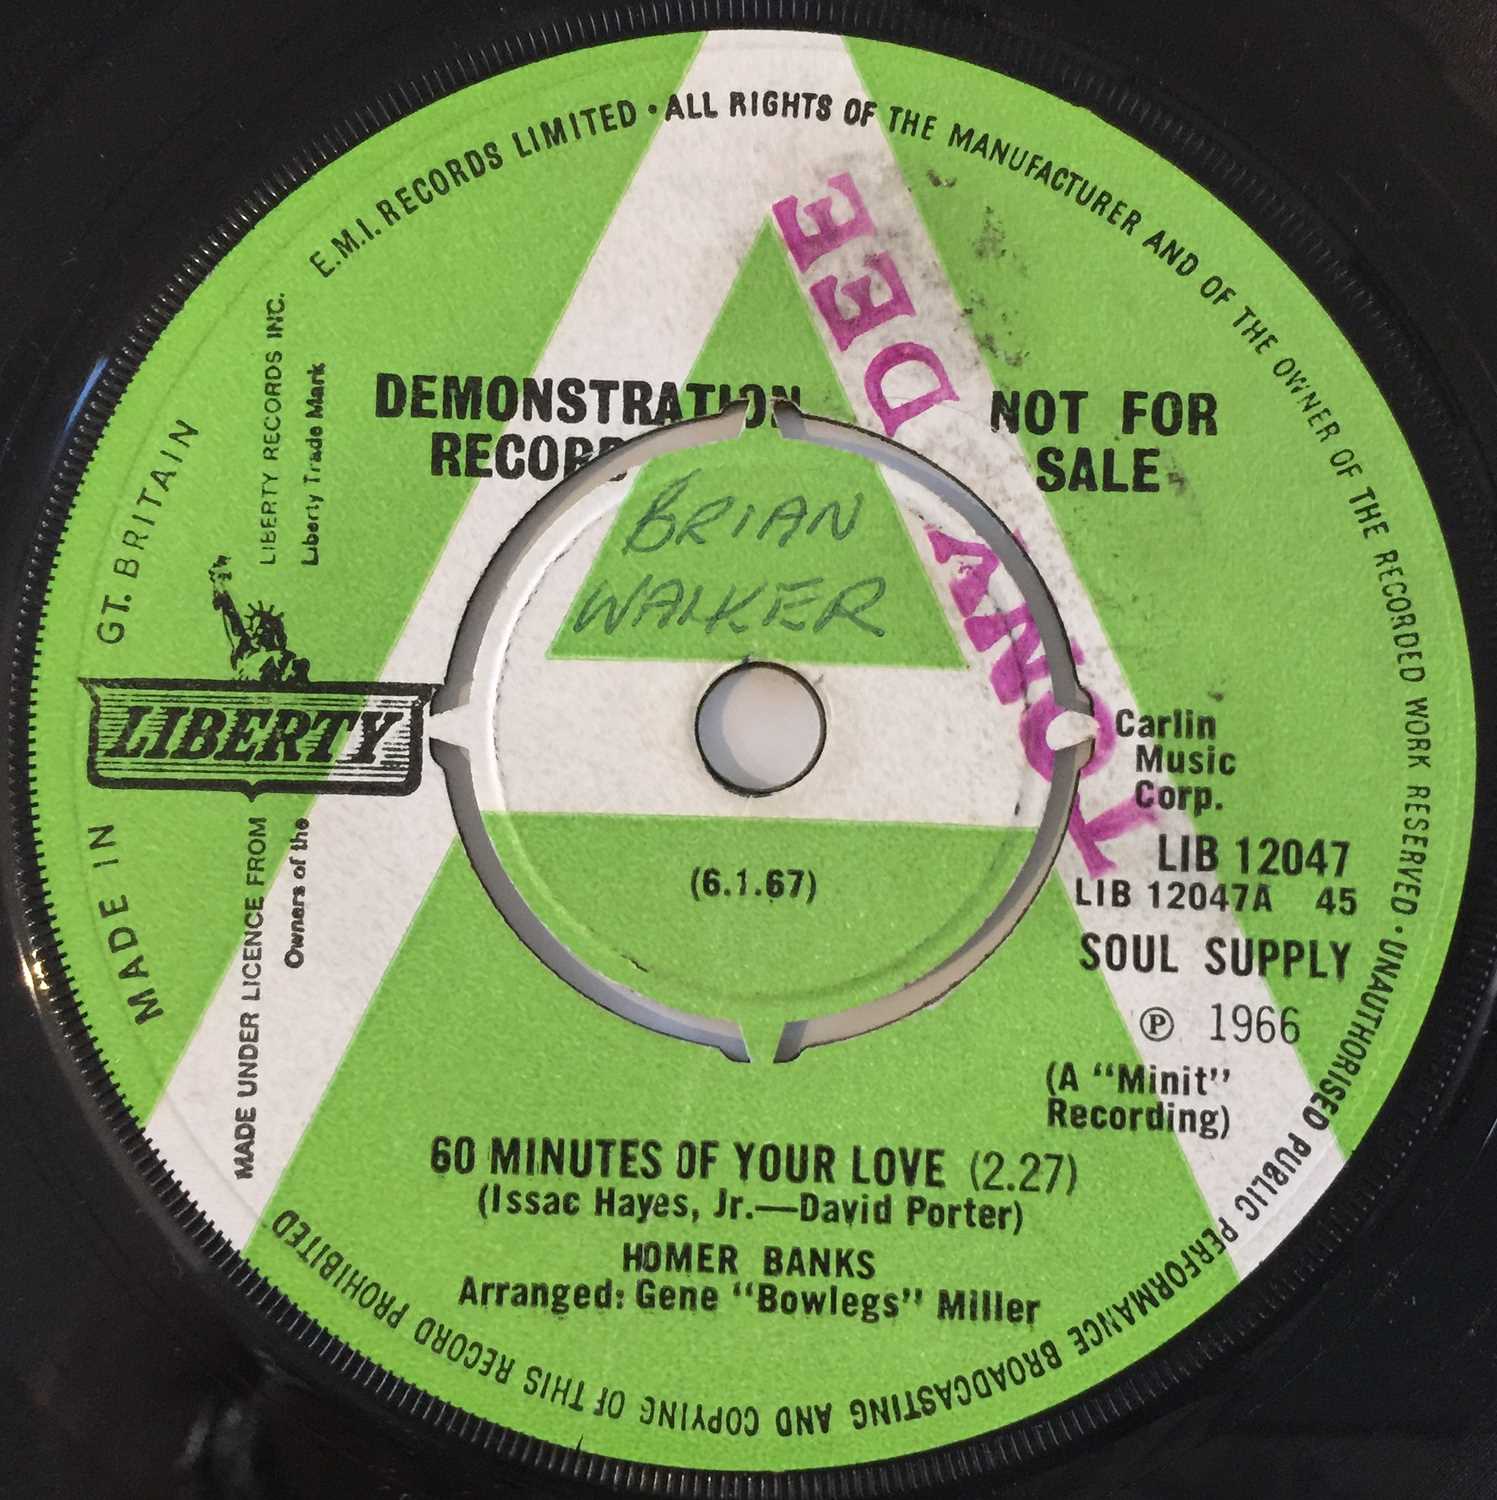 E.M.I. RECORDS LIMITED · ALL RIGHTS OF THE MANUFACTURER AND OF THE OWNER OF THE RECORDED WORK RESERVED · UNAUTHORISED PUBLIC PERFORMANCE BROADCASTING AND COPYING OF THIS RECORD PROHIBITED
MADE IN GT. BRITAIN
LIBERTY RECORDS INC.
Liberty Trade Mark
MADE UNDER LICENCE FROM
Owners of the
LIBERTY
DEMONSTRATION
RECORD
NOT FOR
SALE
TONY DEE
BRIAN
WALKER
Carlin
Music
Corp.
LIB 12047
LIB 12047A 45
(6.1.67)
SOUL SUPPLY
℗ 1966
(A "Minit"
Recording)
60 MINUTES OF YOUR LOVE (2.27)
(Issac Hayes, Jr.—David Porter)
HOMER BANKS
Arranged: Gene "Bowlegs" Miller